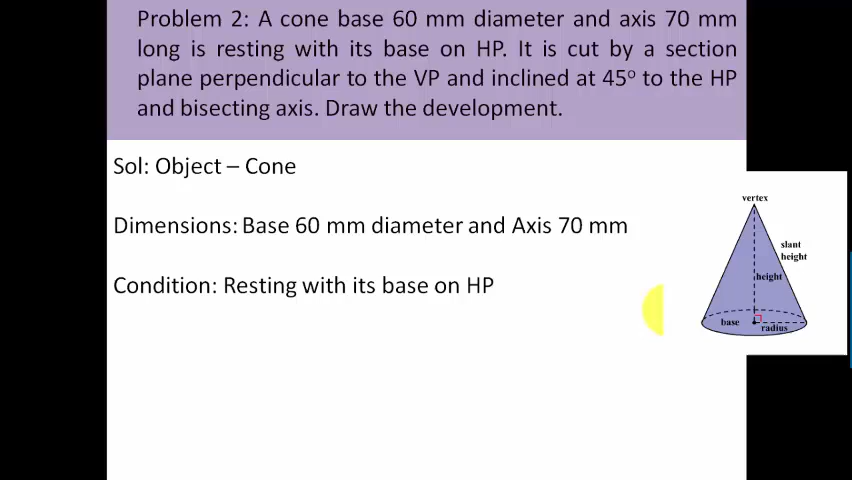 Problem 2: A cone base 60 mm diameter and axis 70 mm
long is resting with its base on HP. It is cut by a section
plane perpendicular to the VP and inclined at 45º to the HP
and bisecting axis. Draw the development.
Sol: Object – Cone
Dimensions: Base 60 mm diameter and Axis 70 mm
Condition: Resting with its base on HP
vertex
slant
height
height
base
radius